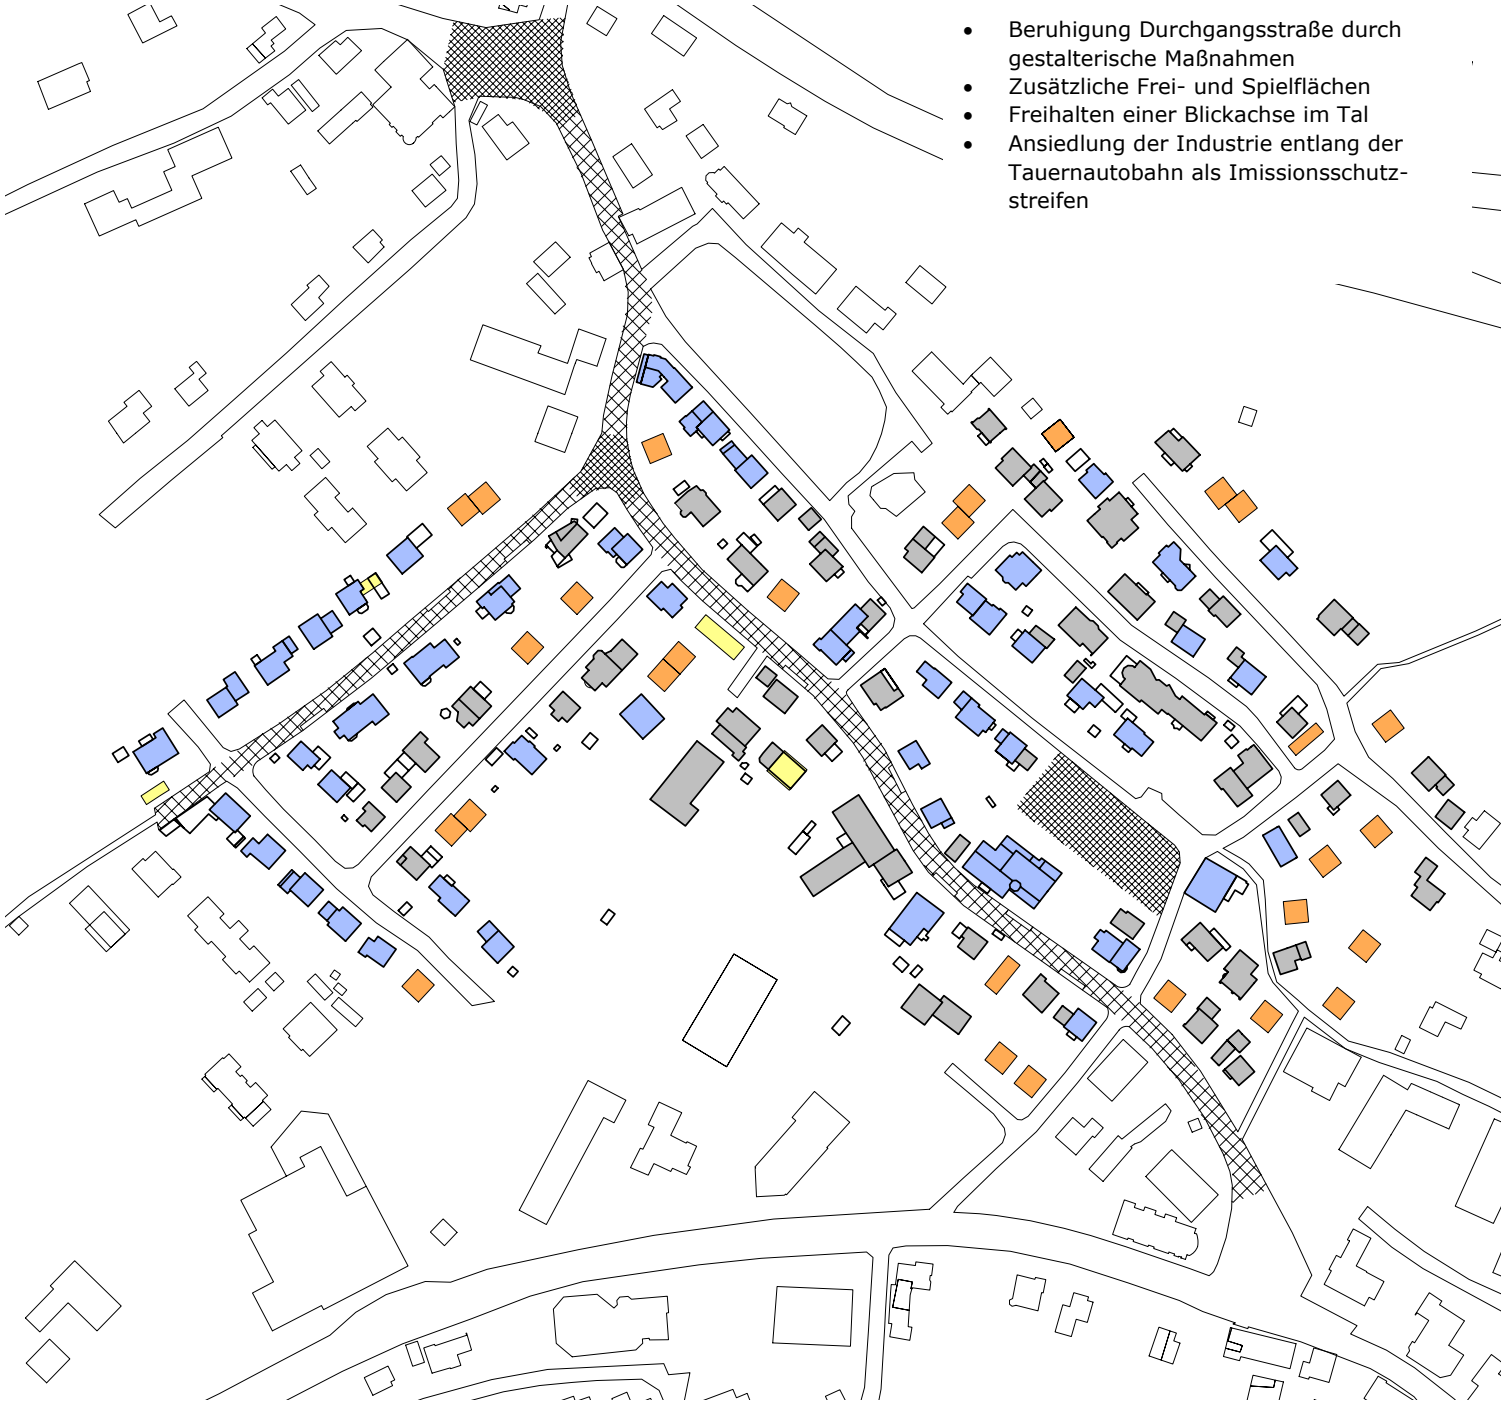 • Beruhigung Durchgangsstraße durch
gestalterische Maßnahmen
• Zusätzliche Frei- und Spielflächen
• Freihalten einer Blickachse im Tal
• Ansiedlung der Industrie entlang der
Tauernautobahn als Imissionsschutz-
streifen